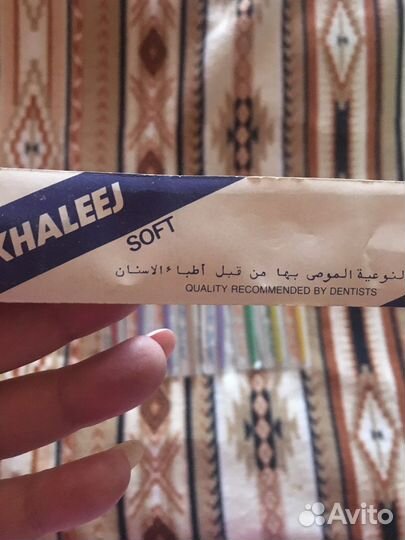 KHALEEJ
SOFT
النوعية الموصى بها من قبل أطباء الاسنان
QUALITY RECOMMENDED BY DENTISTS
Avito